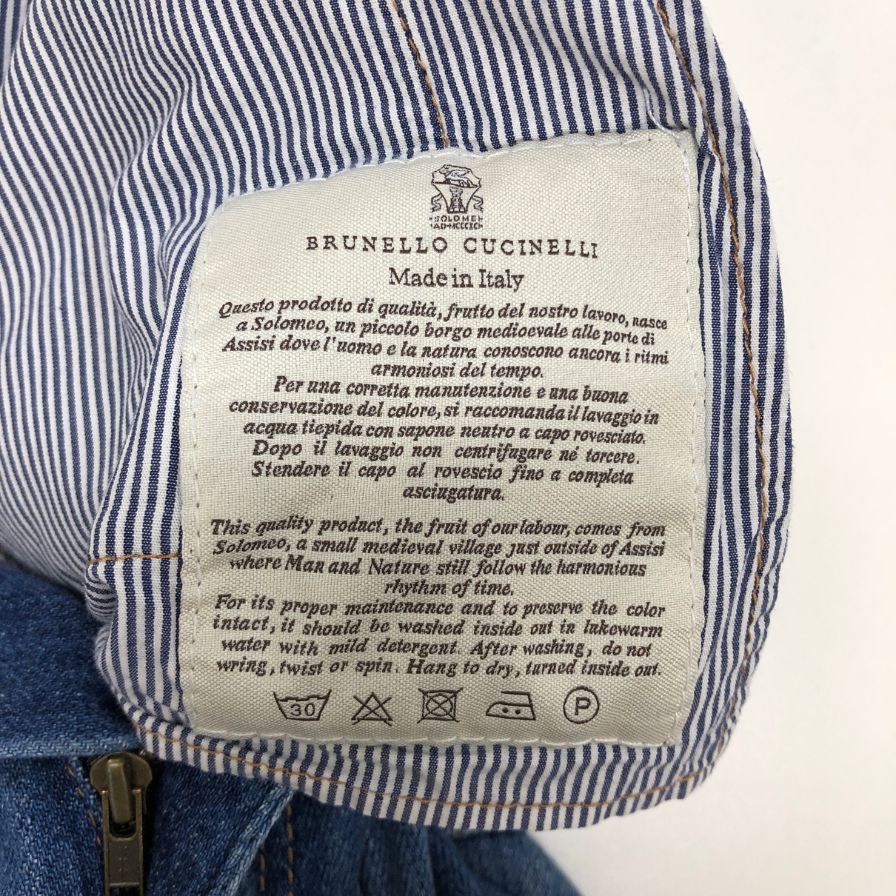 SOLOMEI
BRUNELLO CUCINELLI
Made in Italy
Questo prodotto di qualità, frutto del nostro lavoro, nasce
a Solomeo, un piccolo borgo medioevale alle porte di
Assisi dove l'uomo e la natura conoscono ancora i ritmi
armoniosi del tempo.
Per una corretta manutenzione e una buona
conservazione del colore, si raccomanda il lavaggio in
acqua tiepida con sapone neutro a capo rovesciato.
Dopo il lavaggio non centrifugare né torcere.
Stendere il capo al rovescio fino a completa
asciugatura.
This quality product, the fruit of our labour, comes from
Solomeo, a small medieval village just outside of Assisi
where Man and Nature still follow the harmonious
rhythm of time.
For its proper maintenance and to preserve the color
intact, it should be washed inside out in lukewarm
water with mild detergent. After washing, do not
wring, twist or spin. Hang to dry, turned inside out.
30 P